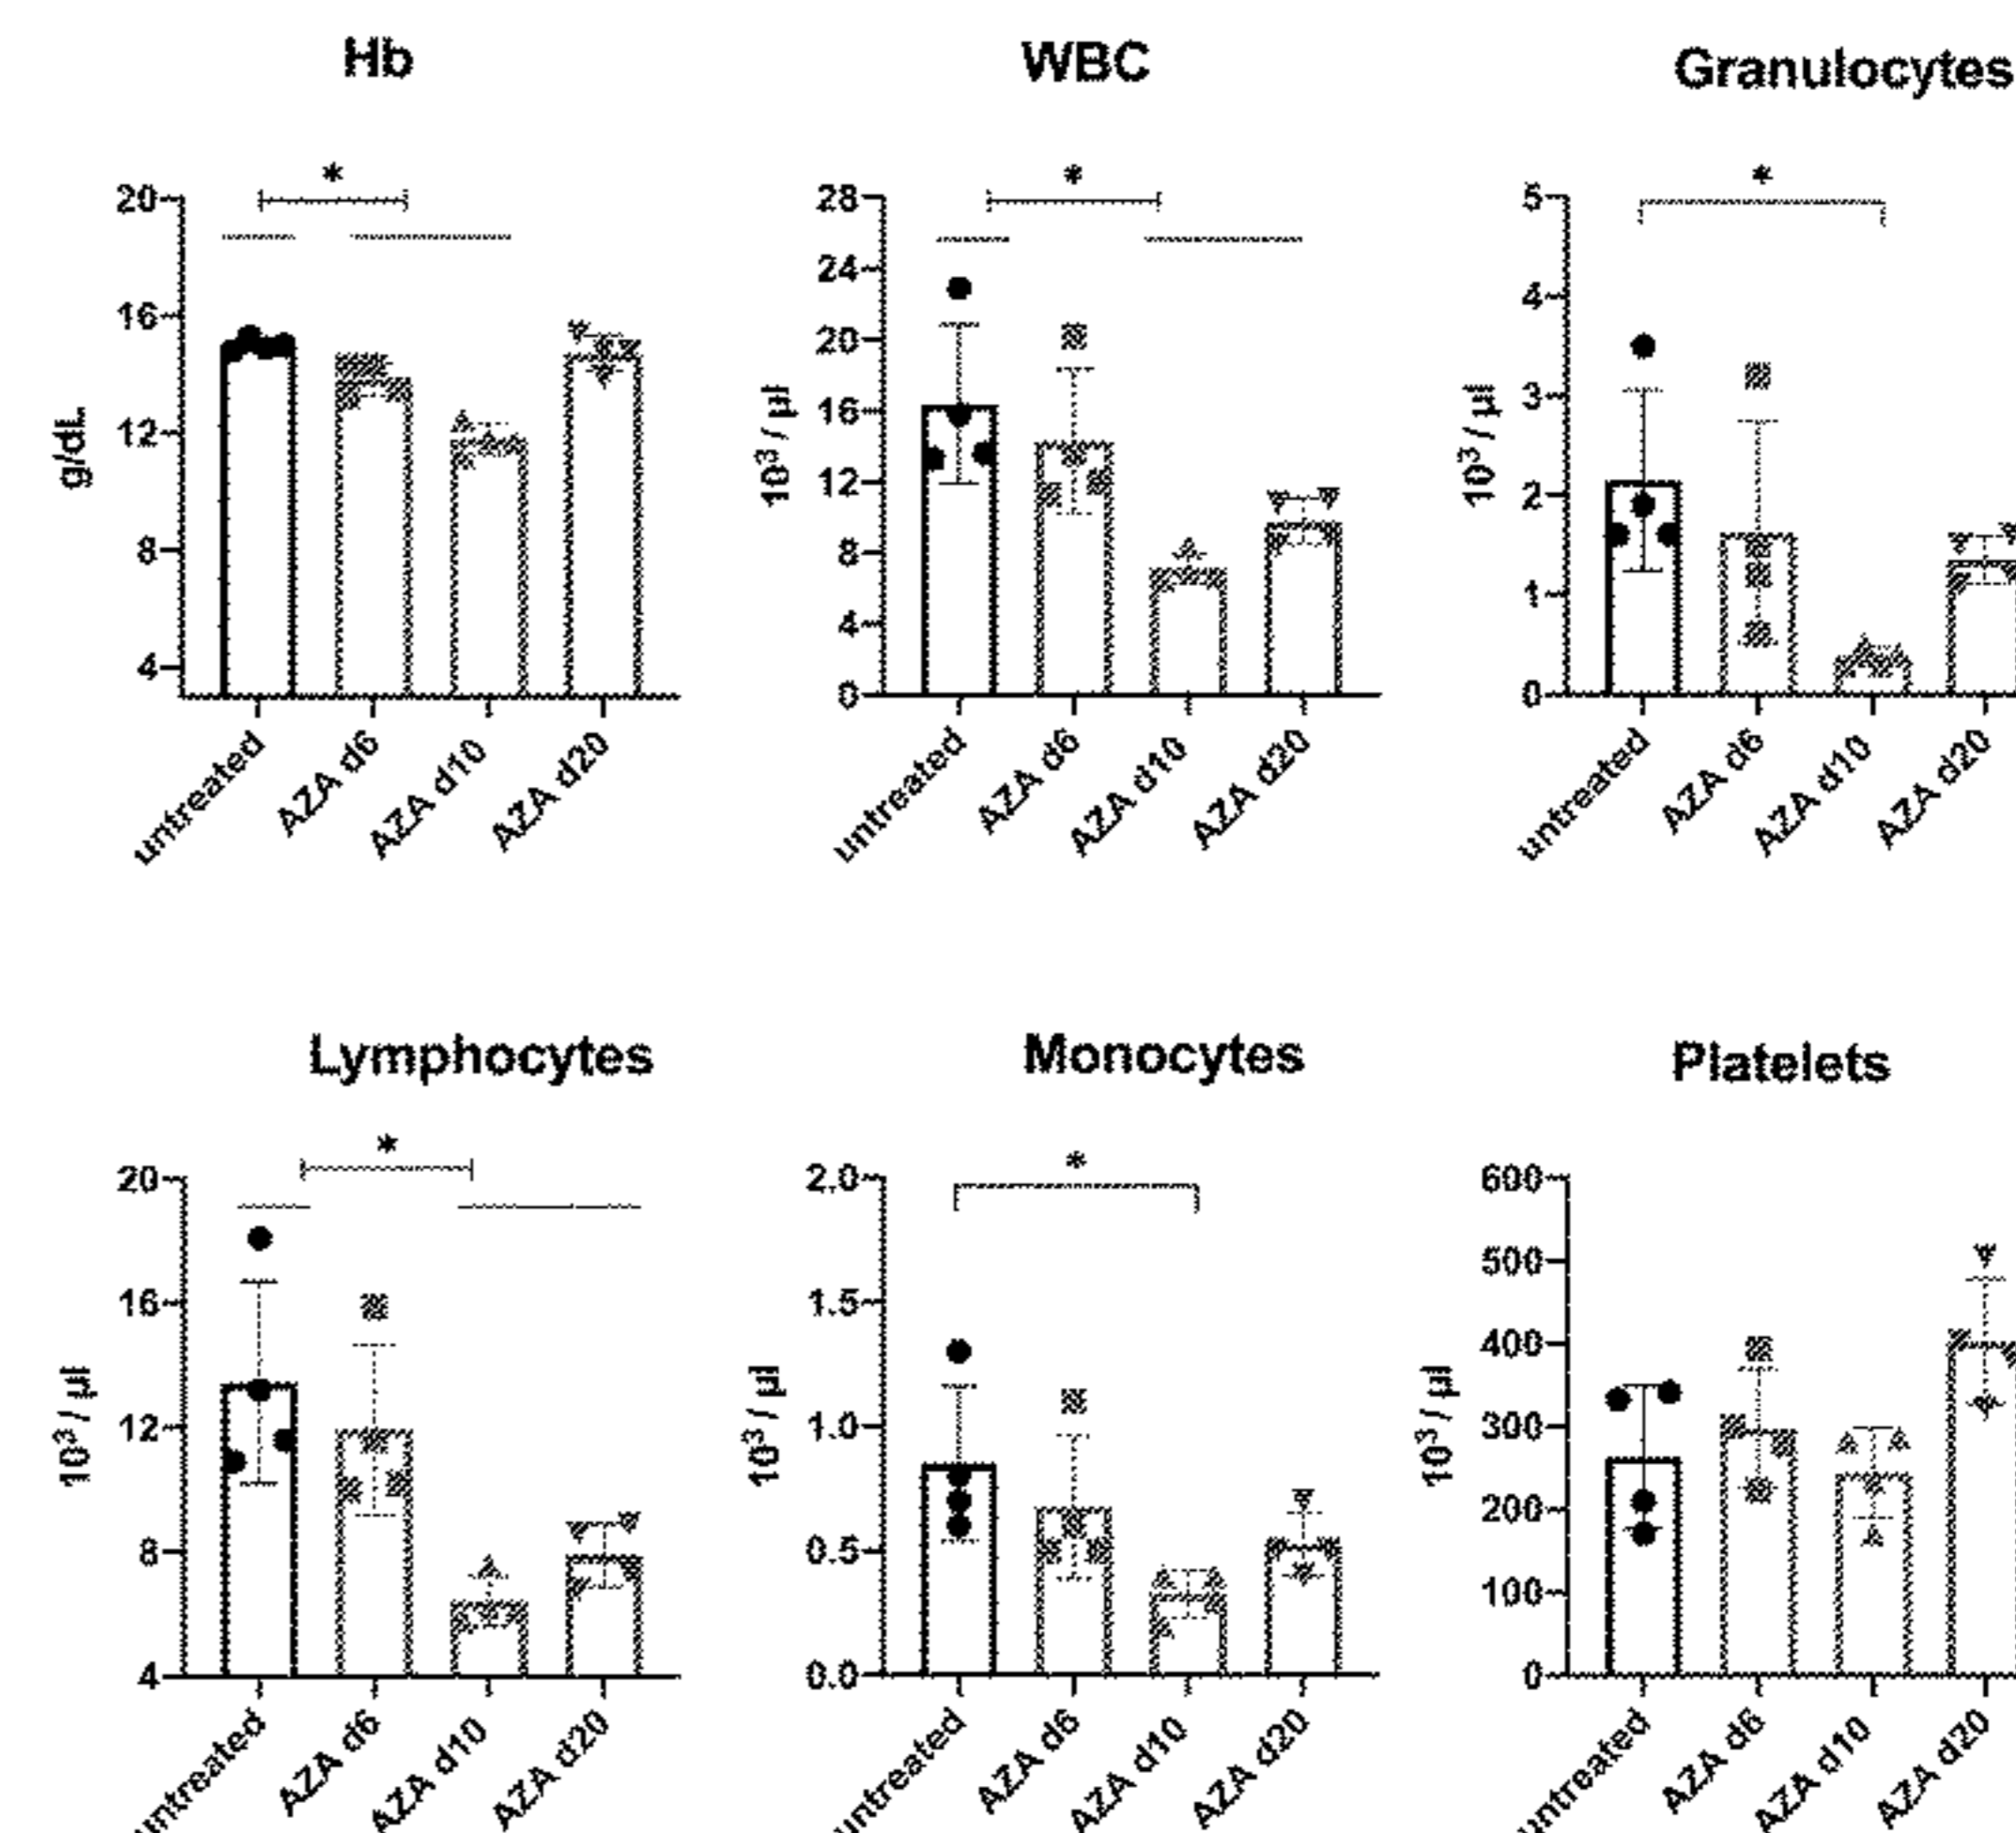 Hb
WBC
Granulocytes
*
*
*
20
16
12
8
4
g/dL
untreated
AZA d6
AZA d10
AZA d20
28
24
20
16
12
8
4
0
10³ / µl
untreated
AZA d6
AZA d10
AZA d20
5
4
3
2
1
0
10³ / µl
untreated
AZA d6
AZA d10
AZA d20
Lymphocytes
Monocytes
Platelets
*
*
20
16
12
8
4
10³ / µl
untreated
AZA d6
AZA d10
AZA d20
2.0
1.5
1.0
0.5
0.0
10³ / µl
untreated
AZA d6
AZA d10
AZA d20
600
500
400
300
200
100
0
10³ / µl
untreated
AZA d6
AZA d10
AZA d20